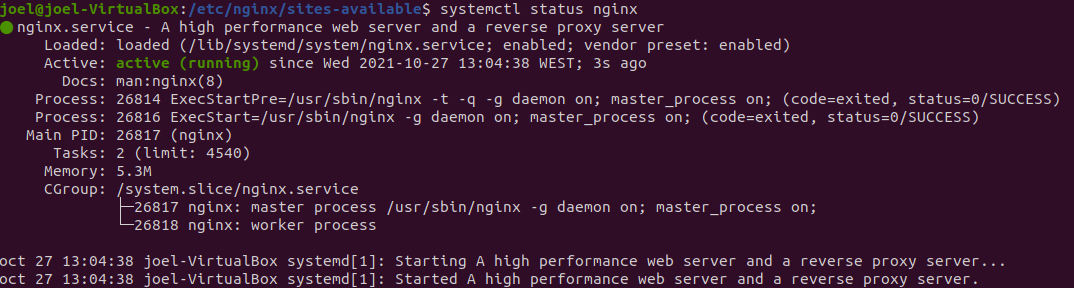 joel@joel-VirtualBox:/etc/nginx/sites-available$ systemctl status nginx
● nginx.service - A high performance web server and a reverse proxy server
Loaded: loaded (/lib/systemd/system/nginx.service; enabled; vendor preset: enabled)
Active: active (running) since Wed 2021-10-27 13:04:38 WEST; 3s ago
Docs: man:nginx(8)
Process: 26814 ExecStartPre=/usr/sbin/nginx -t -q -g daemon on; master_process on; (code=exited, status=0/SUCCESS)
Process: 26816 ExecStart=/usr/sbin/nginx -g daemon on; master_process on; (code=exited, status=0/SUCCESS)
Main PID: 26817 (nginx)
Tasks: 2 (limit: 4540)
Memory: 5.3M
CGroup: /system.slice/nginx.service
├─26817 nginx: master process /usr/sbin/nginx -g daemon on; master_process on;
└─26818 nginx: worker process
oct 27 13:04:38 joel-VirtualBox systemd[1]: Starting A high performance web server and a reverse proxy server...
oct 27 13:04:38 joel-VirtualBox systemd[1]: Started A high performance web server and a reverse proxy server.